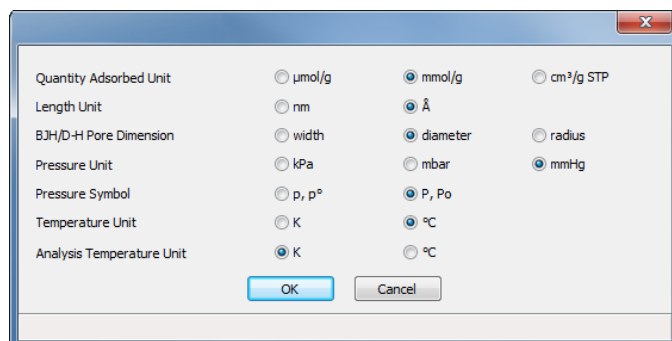 Quantity Adsorbed Unit µmol/g mmol/g cm³/g STP
Length Unit nm Å
BJH/D-H Pore Dimension width diameter radius
Pressure Unit kPa mbar mmHg
Pressure Symbol p, p° P, Po
Temperature Unit K °C
Analysis Temperature Unit K °C
OK Cancel